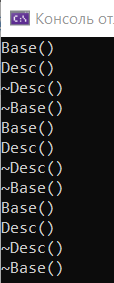 Консоль от.
Base()
Desc()
~Desc()
~Base()
Base()
Desc()
~Desc()
~Base()
Base()
Desc()
~Desc()
~Base()